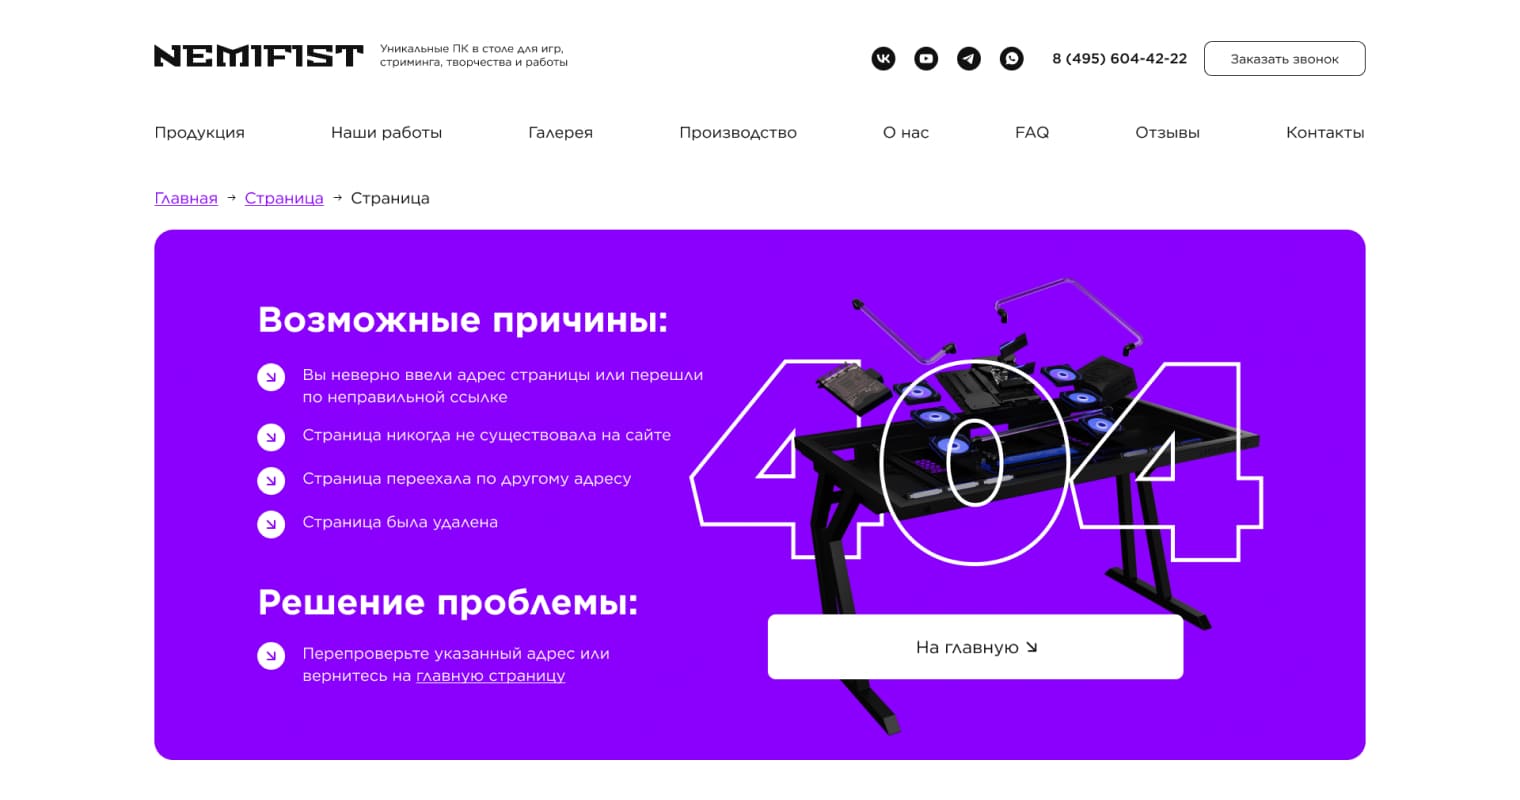 NEMIFIST
Уникальные ПК в столе для игр,
стриминга, творчества и работы
8 (495) 604-42-22
Заказать звонок
Продукция
Наши работы
Галерея
Производство
О нас
FAQ
Отзывы
Контакты
Главная → Страница → Страница
Возможные причины:
Вы неверно ввели адрес страницы или перешли
по неправильной ссылке
Страница никогда не существовала на сайте
Страница переехала по другому адресу
Страница была удалена
Решение проблемы:
Перепроверьте указанный адрес или
вернитесь на главную страницу
404
На главную ↘